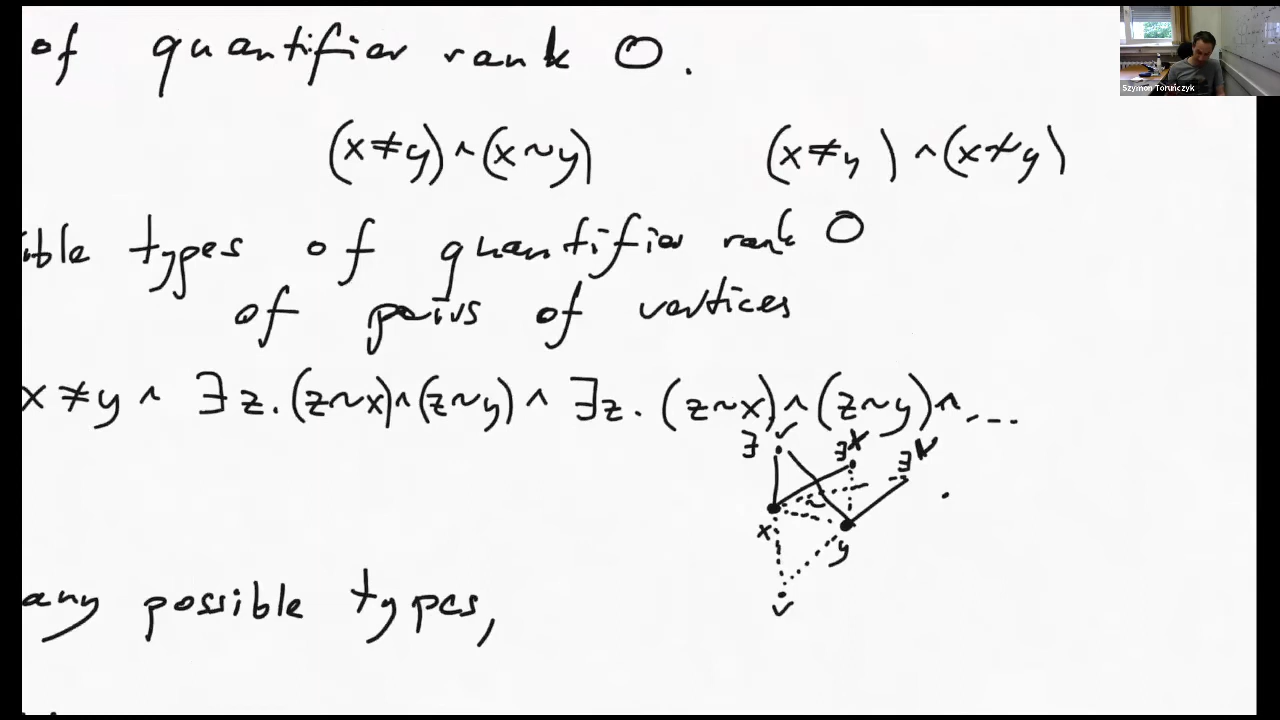 of quantifier rank 0.
Szymon Toruńczyk
(x≠y)∧(x∼y) (x≠y)∧(x≁y)
ible types of quantifier rank 0
of pairs of vertices
x≠y ∧ ∃z.(z∼x)∧(z∼y) ∧ ∃z.(z∼x)∧(z∼y)∧...
∃ ✓ ∃ x ∃ ✓
x y
✓
any possible types,